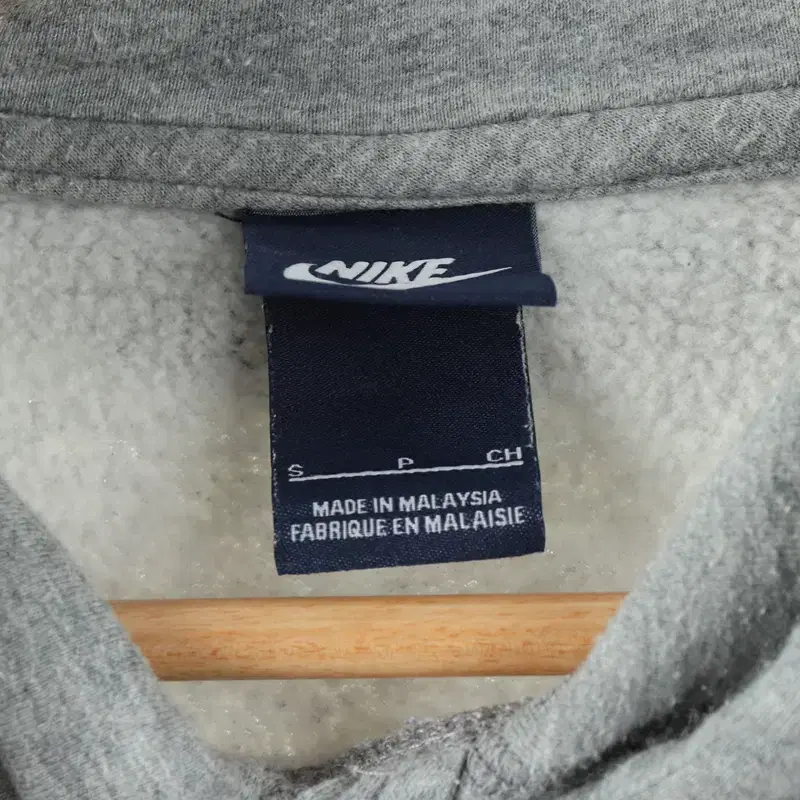 NIKE
S P CH
MADE IN MALAYSIA
FABRIQUE EN MALAISIE